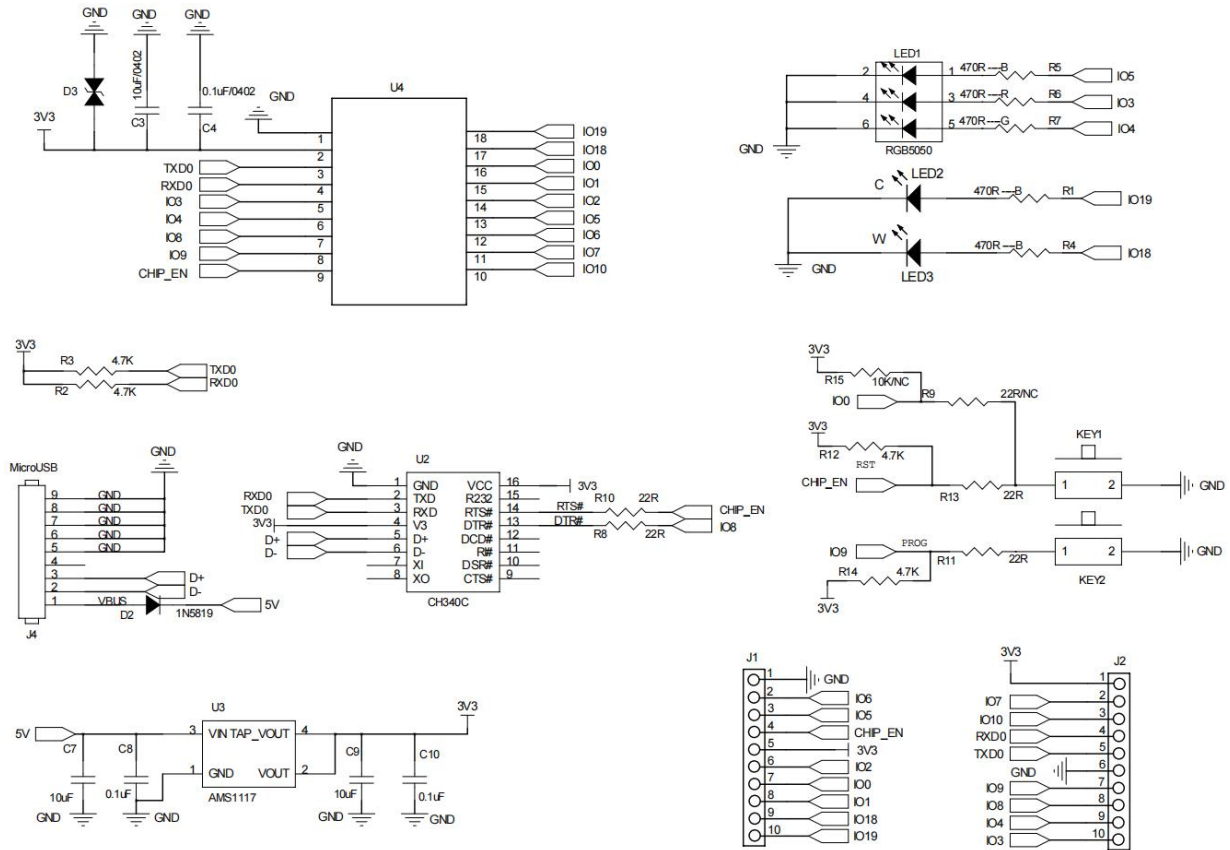 GND GND GND
D3
10uF/0402
C3
0.1uF/0402
C4
3V3
GND
U4
1
2
3
4
5
6
7
8
9
TXD0
RXD0
IO3
IO4
IO8
IO9
CHIP_EN
18 IO19
17 IO18
16 IO0
15 IO1
14 IO2
13 IO5
12 IO6
11 IO7
10 IO10
LED1
2 1 470R----B R5 IO5
4 3 470R----R R6 IO3
6 5 470R----G R7 IO4
GND RGB5050
C LED2 470R---B R1 IO19
W LED3 470R---B R4 IO18
GND
3V3
R3 4.7K TXD0
R2 4.7K RXD0
MicroUSB
GND
9 GND
8 GND
7 GND
6 GND
5 GND
4
3 D+
2 D-
1 VBUS D2 1N5819 5V
J4
GND
U2
1 GND VCC 16 3V3
RXD0 2 TXD R232 15
TXD0 3 RXD RTS# 14 RTS# R10 22R CHIP_EN
3V3 4 V3 DTR# 13 DTR# R8 22R IO8
D+ 5 D+ DCD# 12
D- 6 D- RI# 11
7 XI DSR# 10
8 XO CTS# 9
CH340C
3V3
R15 10K/NC
IO0 R9 22R/NC
3V3
R12 4.7K
RST
CHIP_EN R13 22R
KEY1
1 2 GND
IO9 PROG R11 22R
1 2 GND
KEY2
R14 4.7K
3V3
U3
5V 3 VIN TAP_VOUT 4 3V3
C7 C8 C9 C10
1 GND VOUT 2
10uF 0.1uF AMS1117 10uF 0.1uF
GND GND GND GND
J1
1 GND
2 IO6
3 IO5
4 CHIP_EN
5 3V3
6 IO2
7 IO0
8 IO1
9 IO18
10 IO19
3V3 J2
1
IO7 2
IO10 3
RXD0 4
TXD0 5
GND 6
IO9 7
IO8 8
IO4 9
IO3 10